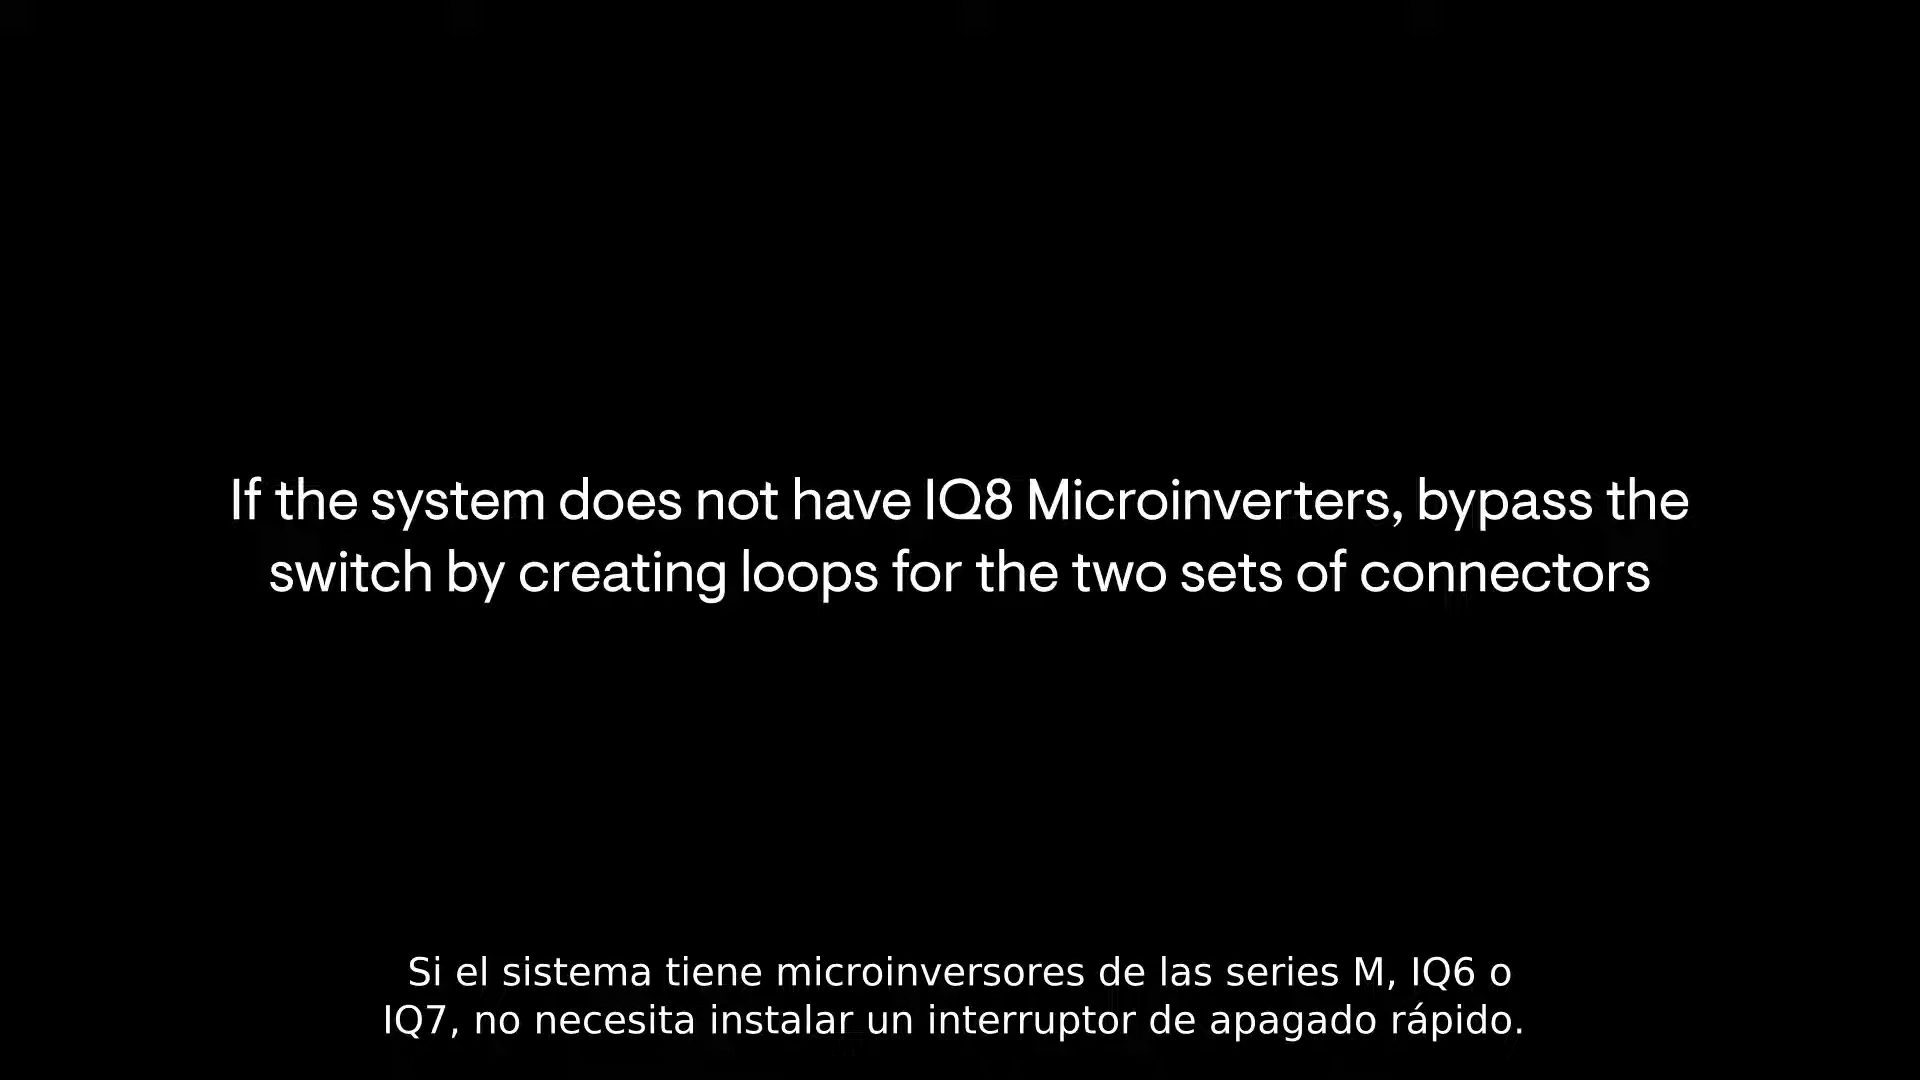 If the system does not have IQ8 Microinverters, bypass the
switch by creating loops for the two sets of connectors
Si el sistema tiene microinversores de las series M, IQ6 o
IQ7, no necesita instalar un interruptor de apagado rápido.